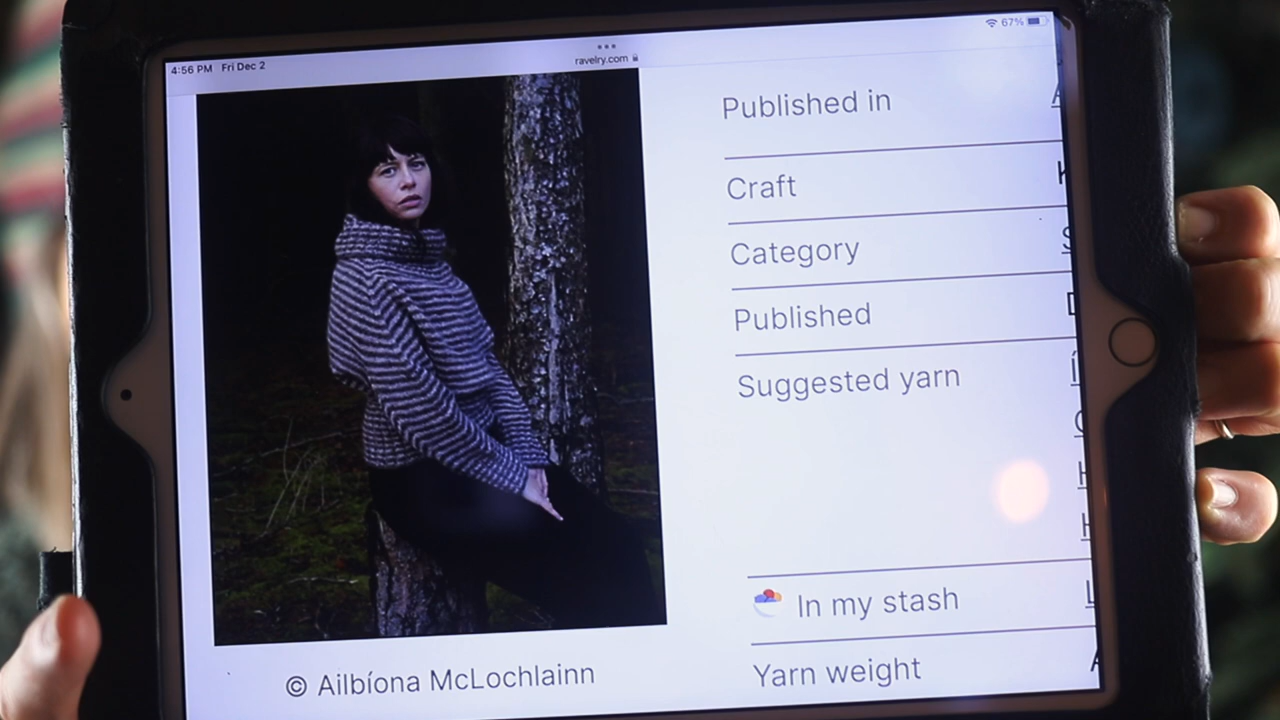 4:56 PM Fri Dec 2
ravelry.com
67%
Published in
Craft
Category
Published
Suggested yarn
In my stash
Yarn weight
© Ailbíona McLochlainn